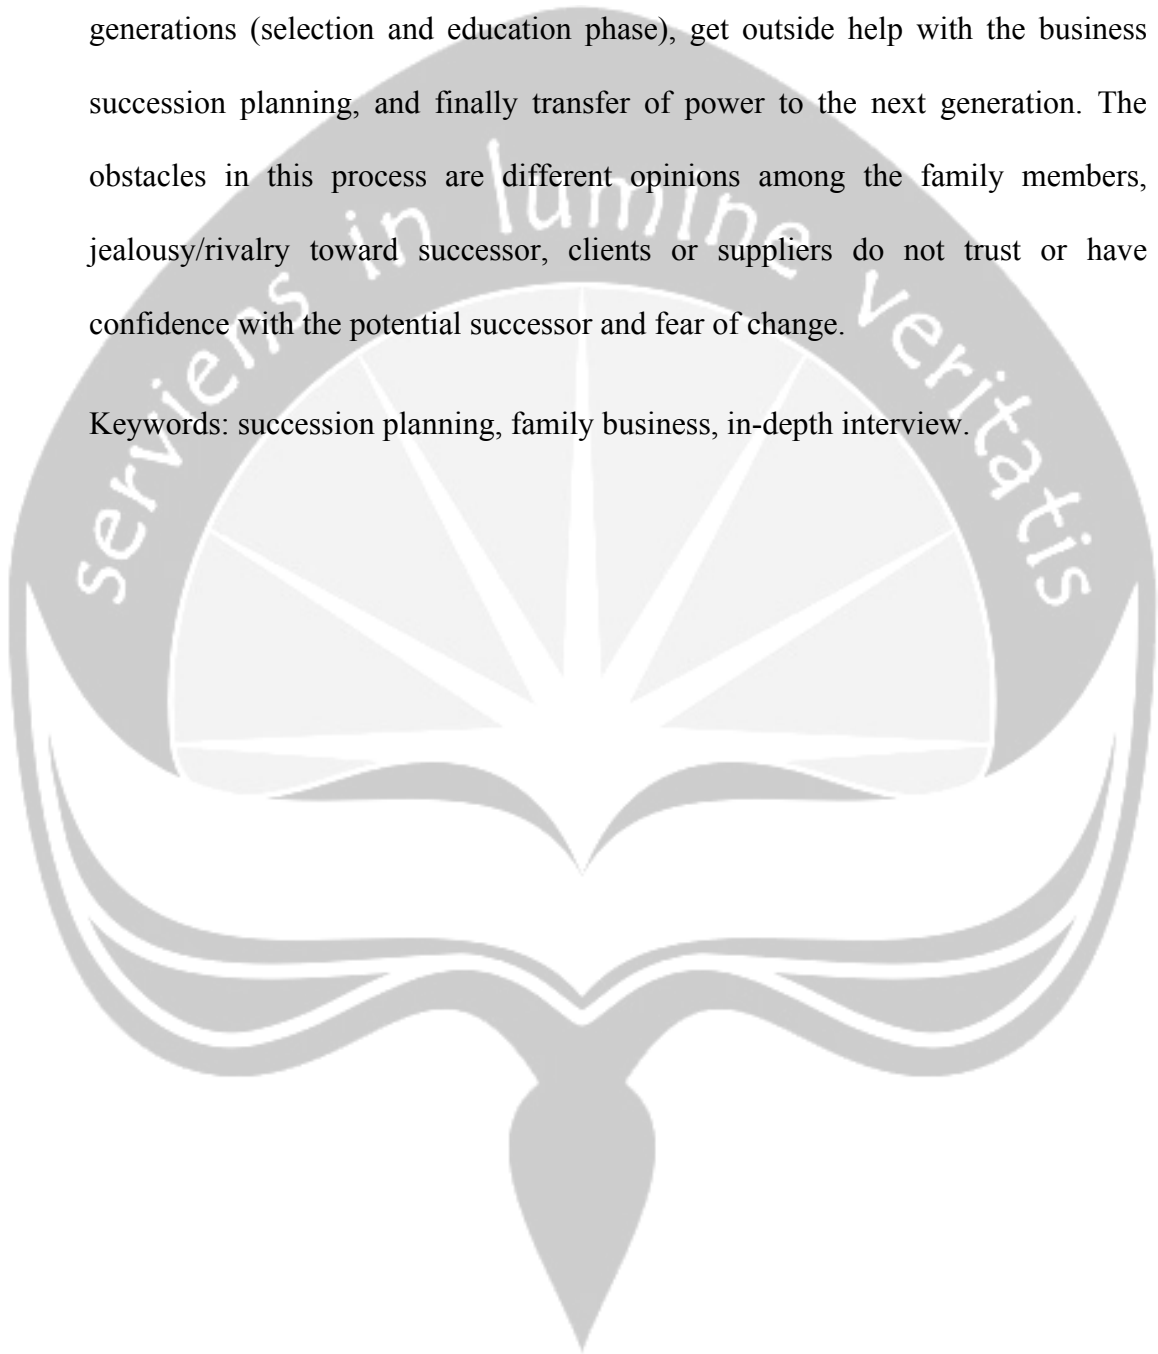 generations (selection and education phase), get outside help with the business
succession planning, and finally transfer of power to the next generation. The
obstacles in this process are different opinions among the family members,
jealousy/rivalry toward successor, clients or suppliers do not trust or have
confidence with the potential successor and fear of change.
Keywords: succession planning, family business, in-depth interview.
serviens in lumine veritatis